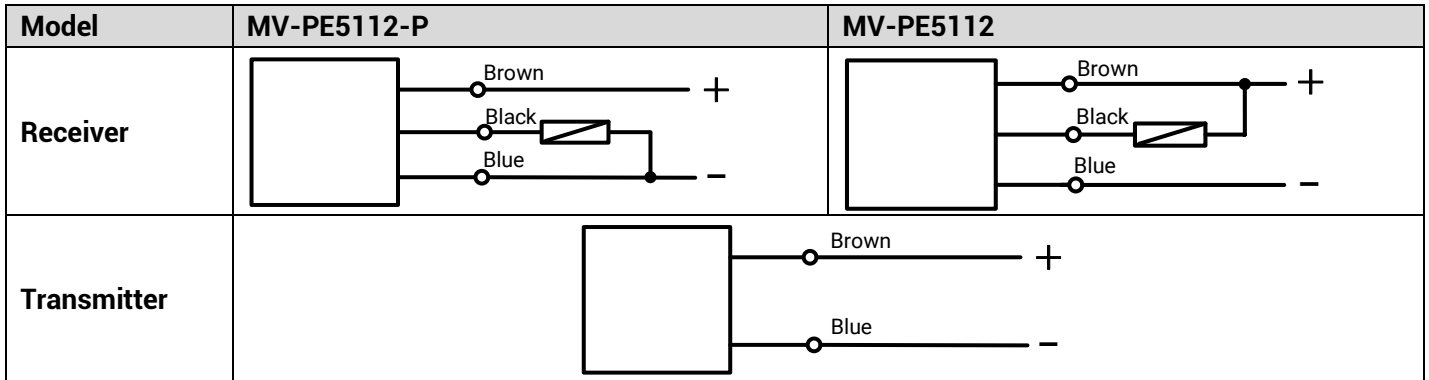 Model MV-PE5112-P MV-PE5112
Receiver
Brown +
Black
Blue -
Brown +
Black
Blue -
Transmitter
Brown +
Blue -